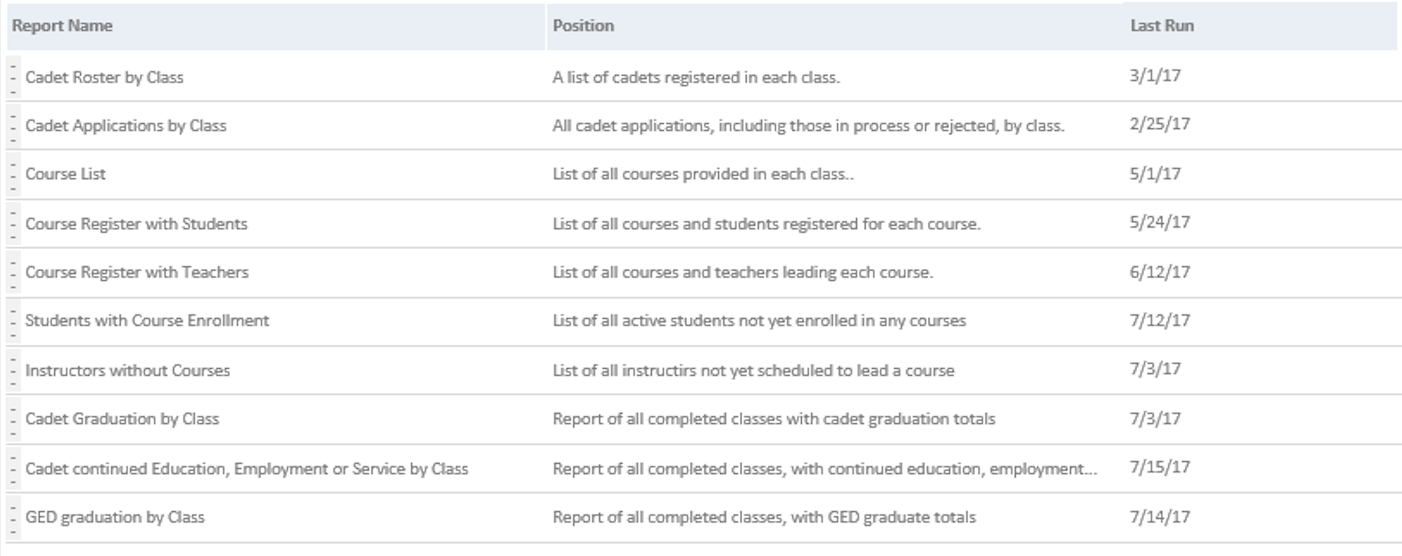 Report Name Position Last Run
Cadet Roster by Class A list of cadets registered in each class. 3/1/17
Cadet Applications by Class All cadet applications, including those in process or rejected, by class. 2/25/17
Course List List of all courses provided in each class.. 5/1/17
Course Register with Students List of all courses and students registered for each course. 5/24/17
Course Register with Teachers List of all courses and teachers leading each course. 6/12/17
Students with Course Enrollment List of all active students not yet enrolled in any courses 7/12/17
Instructors without Courses List of all instructirs not yet scheduled to lead a course 7/3/17
Cadet Graduation by Class Report of all completed classes with cadet graduation totals 7/3/17
Cadet continued Education, Employment or Service by Class Report of all completed classes, with continued education, employment... 7/15/17
GED graduation by Class Report of all completed classes, with GED graduate totals 7/14/17